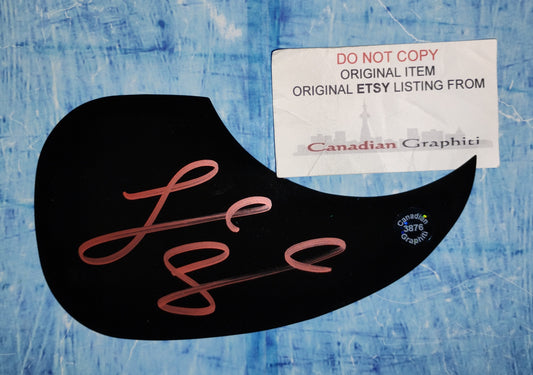 DO NOT COPY
ORIGINAL ITEM
ORIGINAL ETSY LISTING FROM
Canadian Graphiti
Canadian
3876
Graphiti